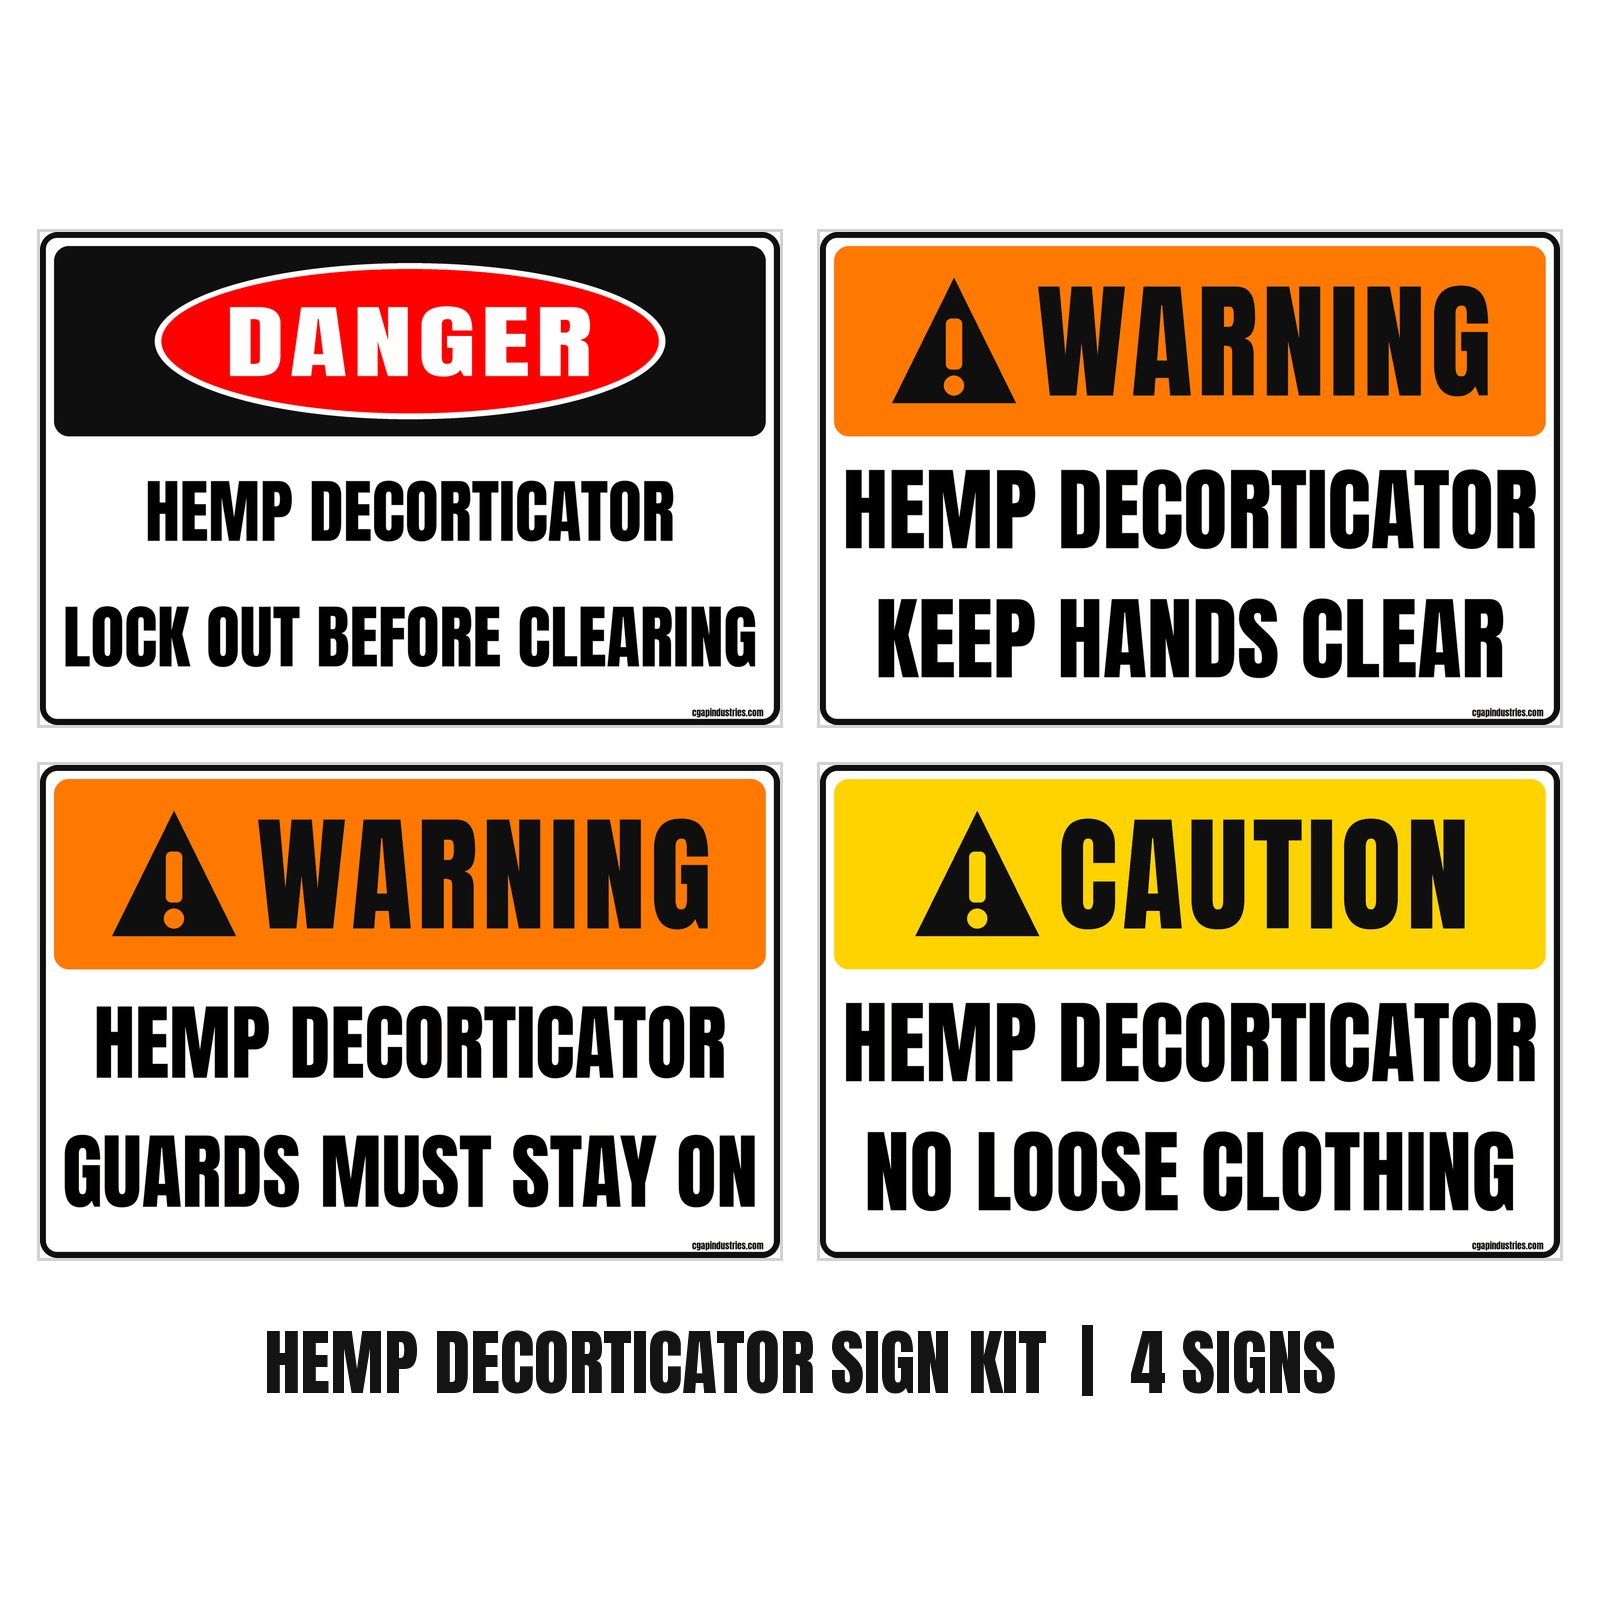 DANGER
HEMP DECORTICATOR
LOCK OUT BEFORE CLEARING
cgapindustries.com
WARNING
HEMP DECORTICATOR
KEEP HANDS CLEAR
cgapindustries.com
WARNING
HEMP DECORTICATOR
GUARDS MUST STAY ON
cgapindustries.com
CAUTION
HEMP DECORTICATOR
NO LOOSE CLOTHING
cgapindustries.com
HEMP DECORTICATOR SIGN KIT | 4 SIGNS